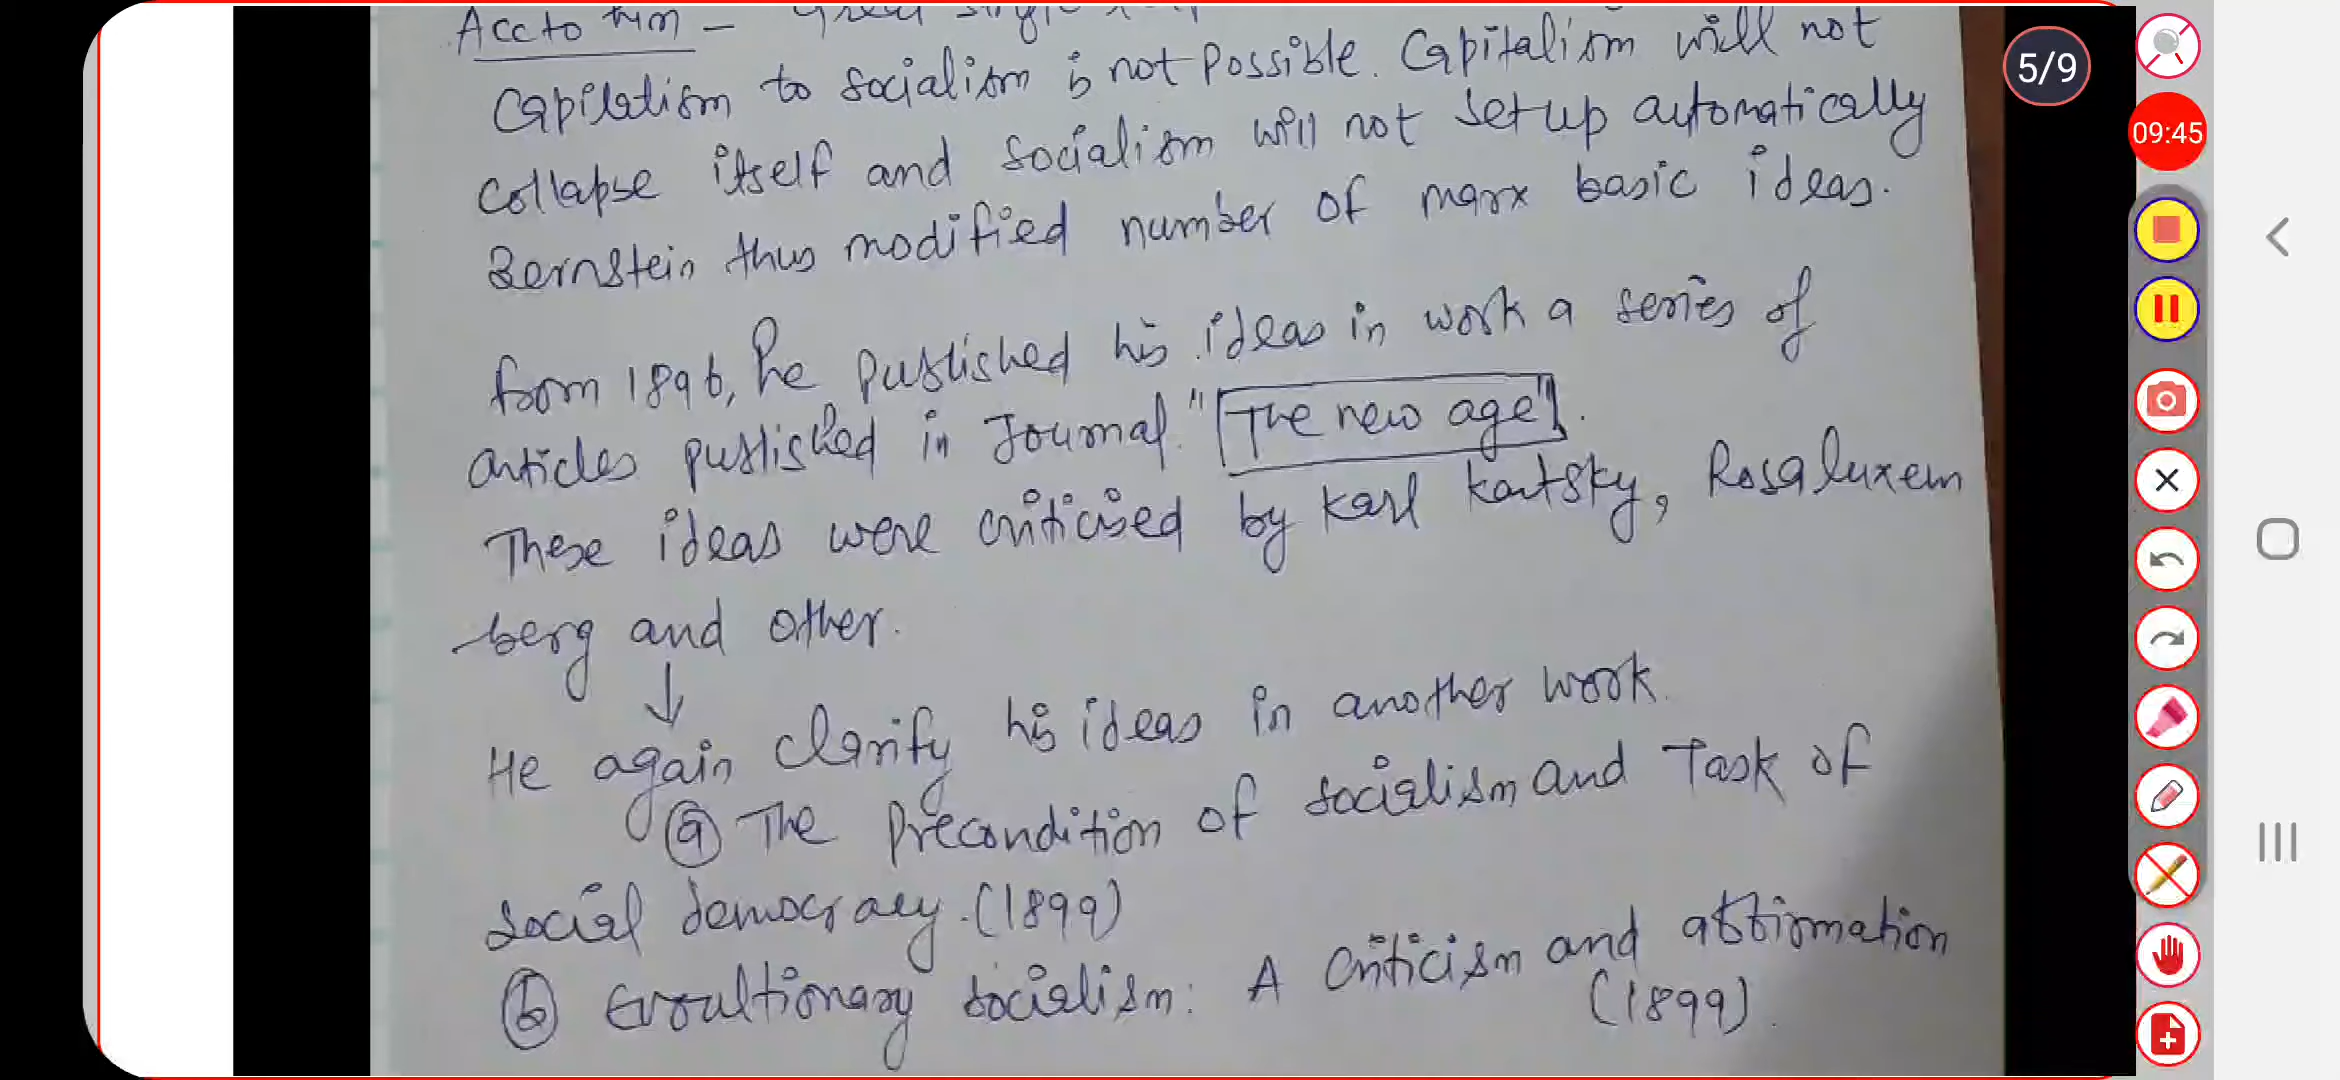 Acc to him -
Capiletism to socialism is not possible. Capitalism will not
collapse itself and socialism will not setup automatically
Bernstein thus modified number of marx basic ideas.
from 1896, he published his ideas in work a series of
articles published in Journal "The new age".
These ideas were criticised by Karl Kautsky, Rosa luxem
berg and other.
He again clarify his ideas in another work.
(a) The precondition of socialism and Task of
social democracy. (1899)
(b) Evoultionary socialism: A criticism and affirmation
(1899).
5/9
09:45